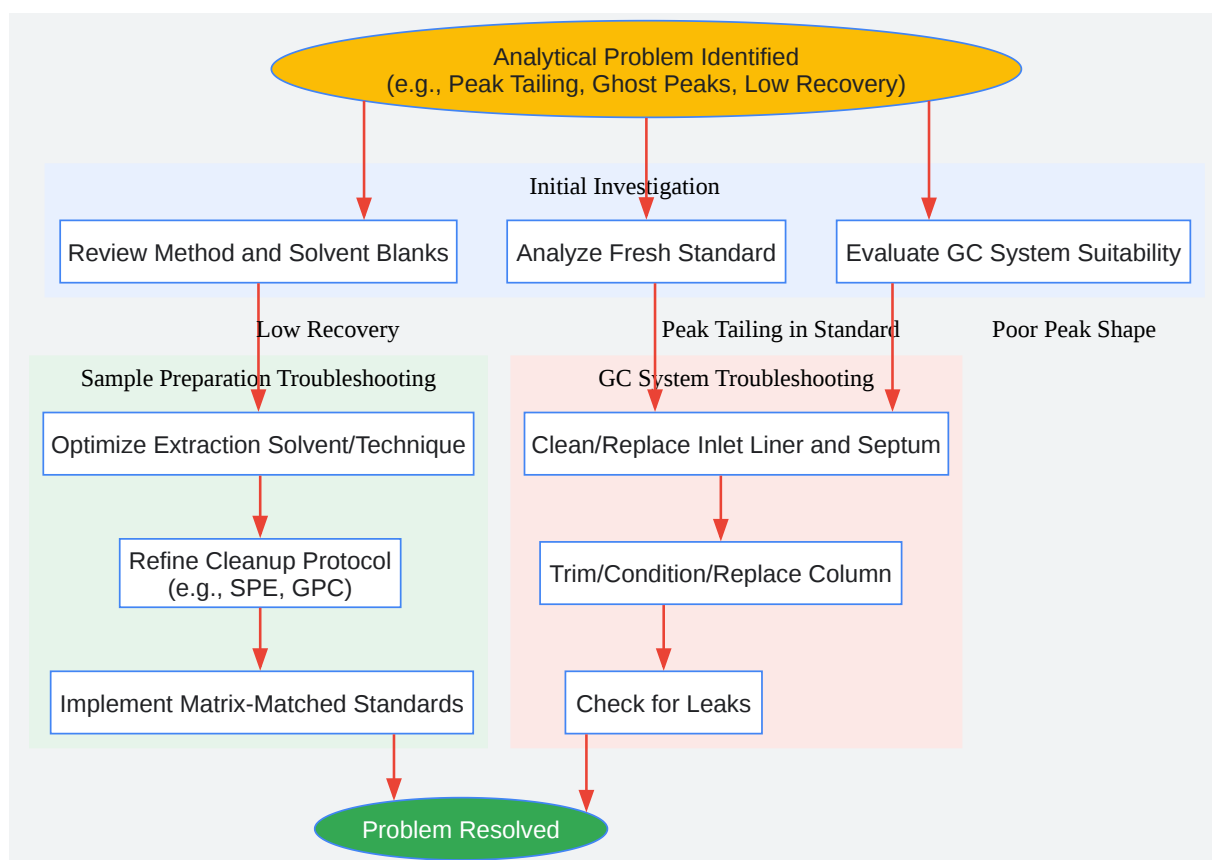 Analytical Problem Identified
(e.g., Peak Tailing, Ghost Peaks, Low Recovery)
Initial Investigation
Review Method and Solvent Blanks
Analyze Fresh Standard
Evaluate GC System Suitability
Low Recovery
Peak Tailing in Standard
Poor Peak Shape
Sample Preparation Troubleshooting
GC System Troubleshooting
Optimize Extraction Solvent/Technique
Clean/Replace Inlet Liner and Septum
Refine Cleanup Protocol
(e.g., SPE, GPC)
Trim/Condition/Replace Column
Implement Matrix-Matched Standards
Check for Leaks
Problem Resolved